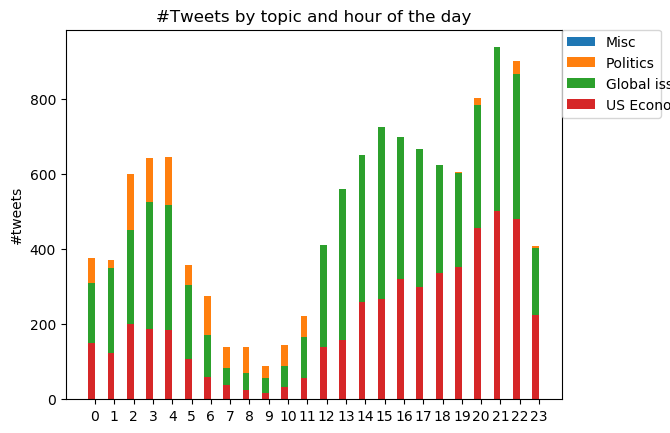 #Tweets by topic and hour of the day
Misc
Politics
Global iss
US Econo
#tweets
800
600
400
200
0
0 1 2 3 4 5 6 7 8 9 10 11 12 13 14 15 16 17 18 19 20 21 22 23